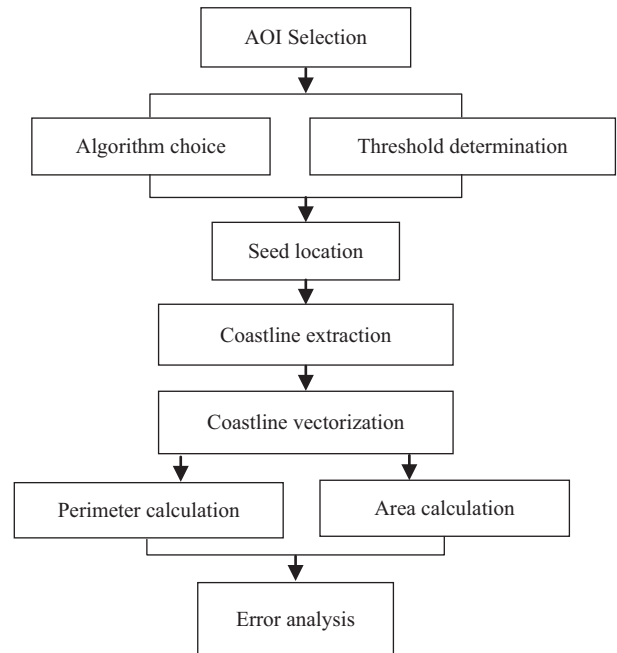 AOI Selection
Algorithm choice
Threshold determination
Seed location
Coastline extraction
Coastline vectorization
Perimeter calculation
Area calculation
Error analysis